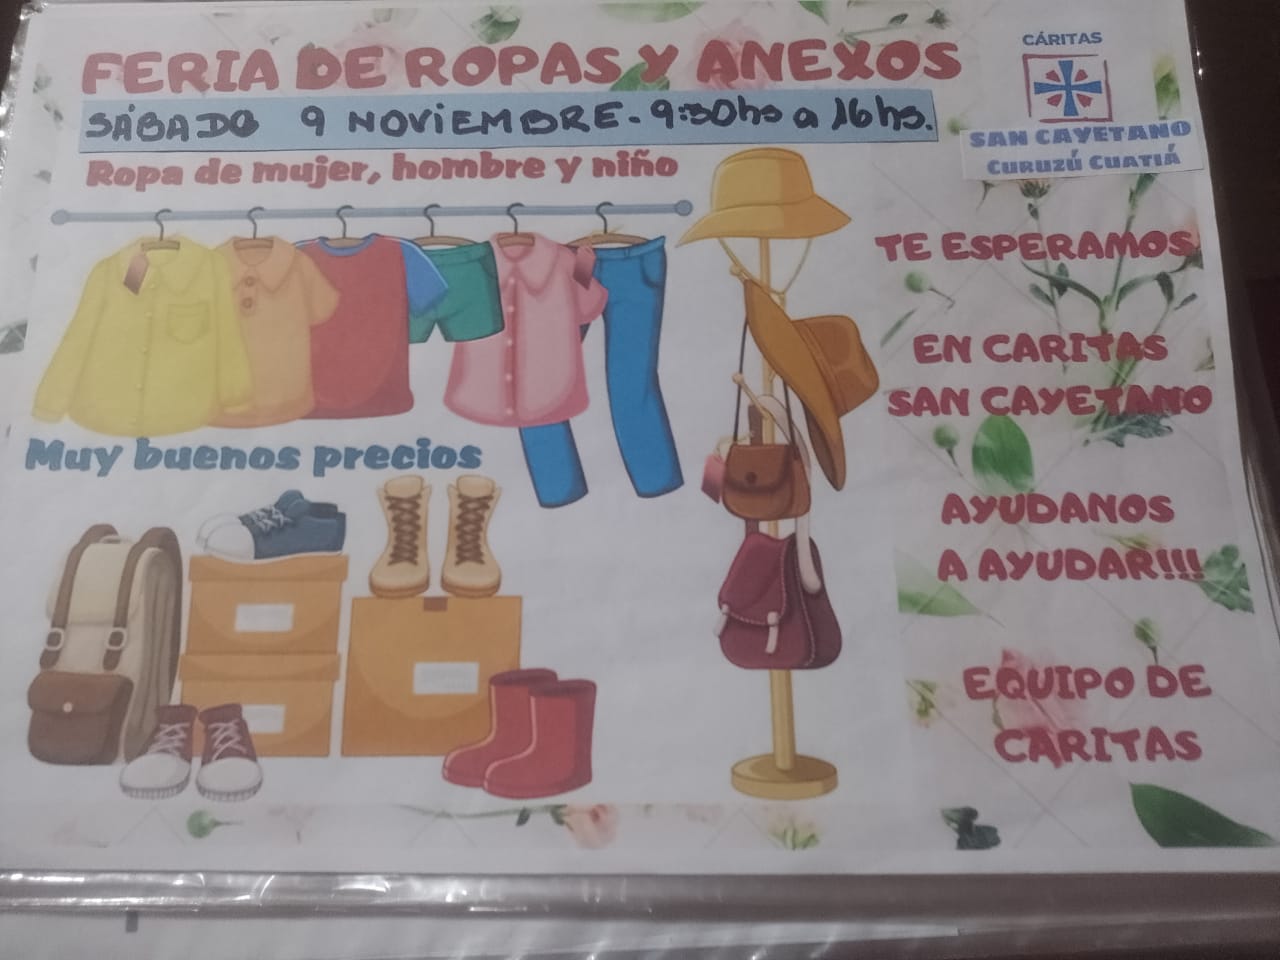 FERIA DE ROPAS Y ANEXOS
SÁBADO 9 NOVIEMBRE. 9:30hs a 16hs.
Ropa de mujer, hombre y niño
Muy buenos precios
CÁRITAS
SAN CAYETANO
CURUZÚ CUATIÁ
TE ESPERAMOS
EN CARITAS
SAN CAYETANO
AYUDANOS
A AYUDAR!!!
EQUIPO DE
CARITAS